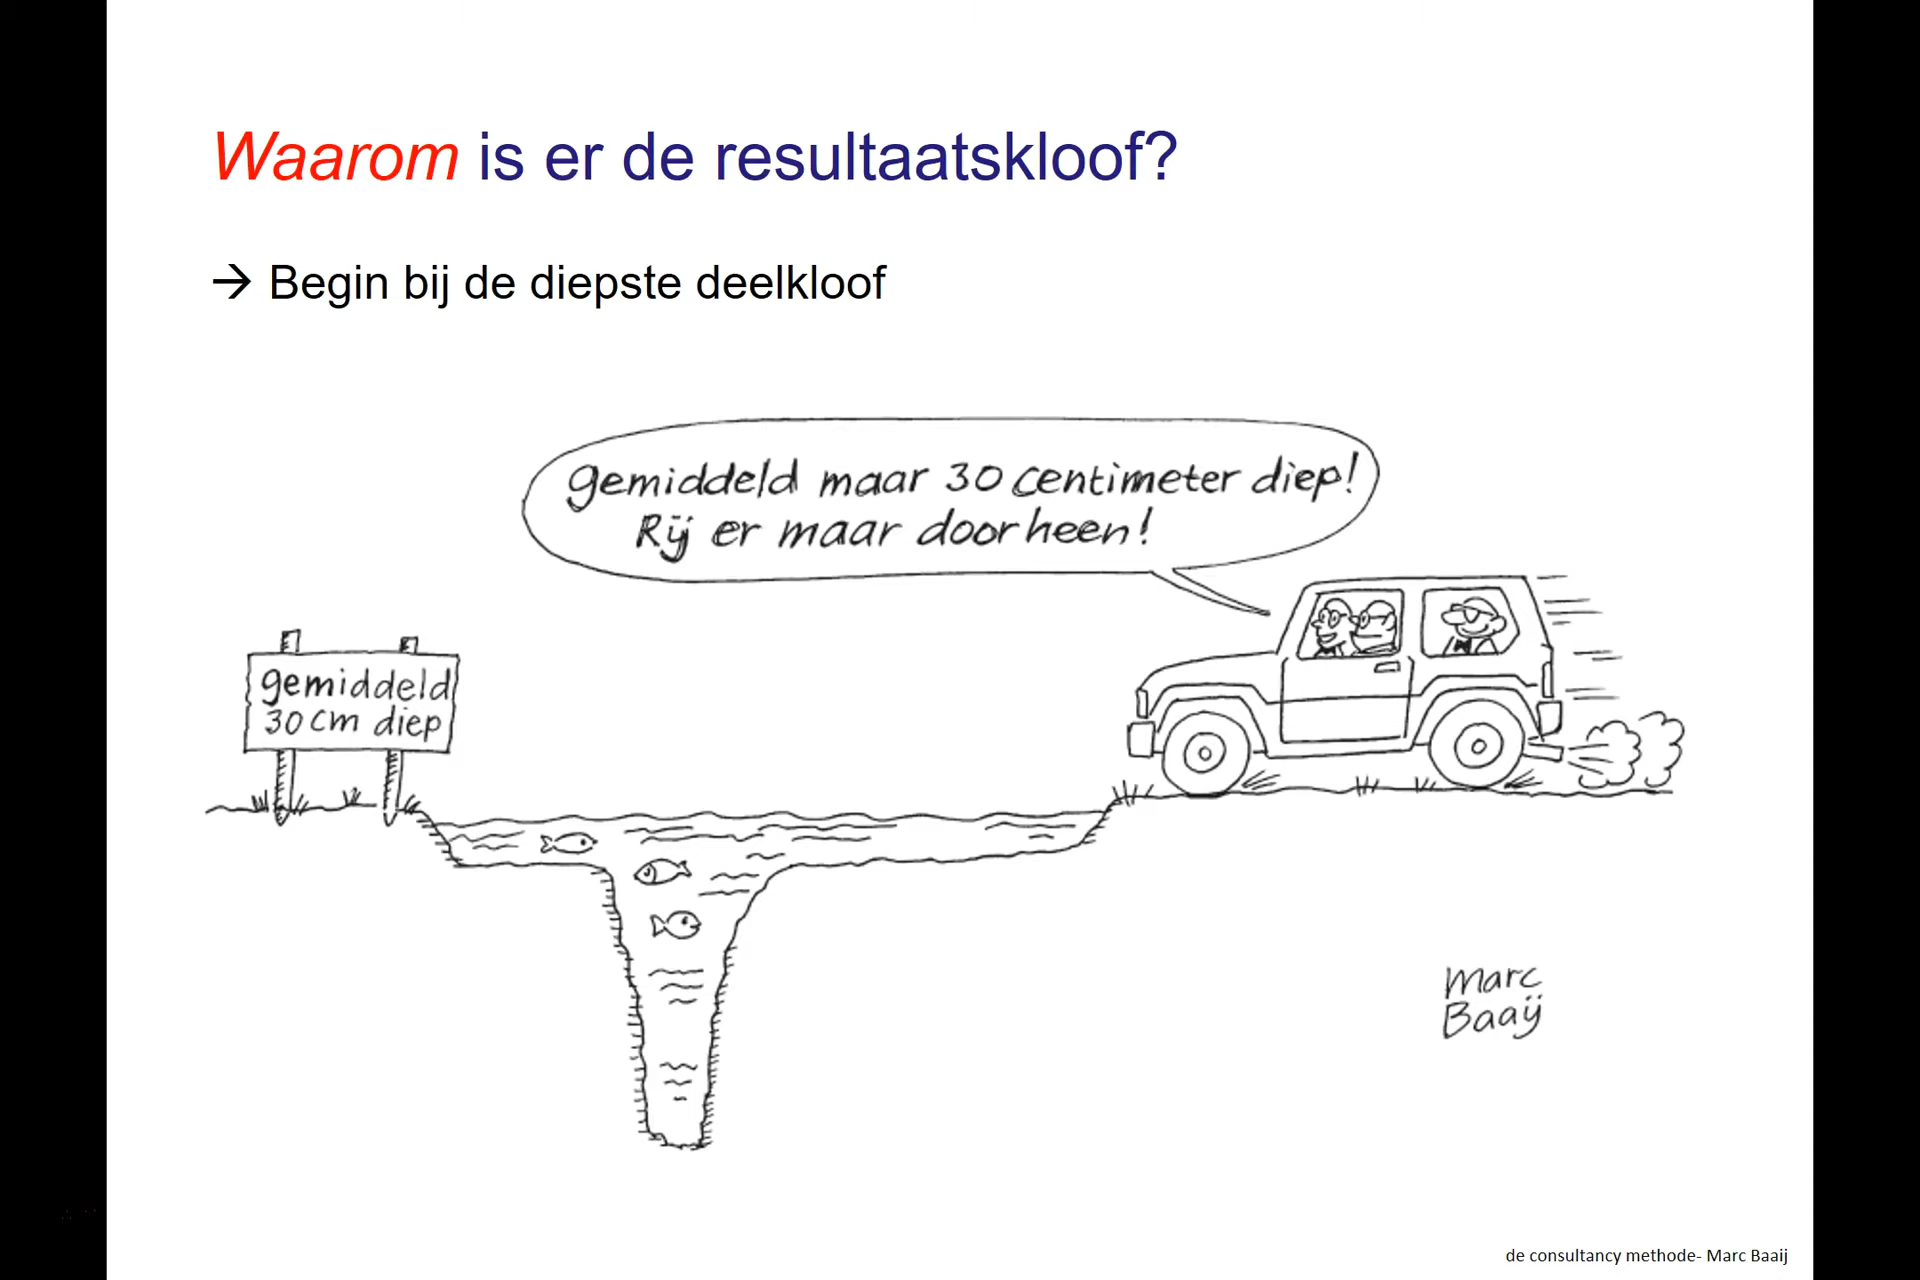 Waarom is er de resultaatskloof?
→ Begin bij de diepste deelkloof
gemiddeld maar 30 centimeter diep!
Rij er maar doorheen!
gemiddeld
30 cm diep
Marc
Baaij
de consultancy methode- Marc Baaij